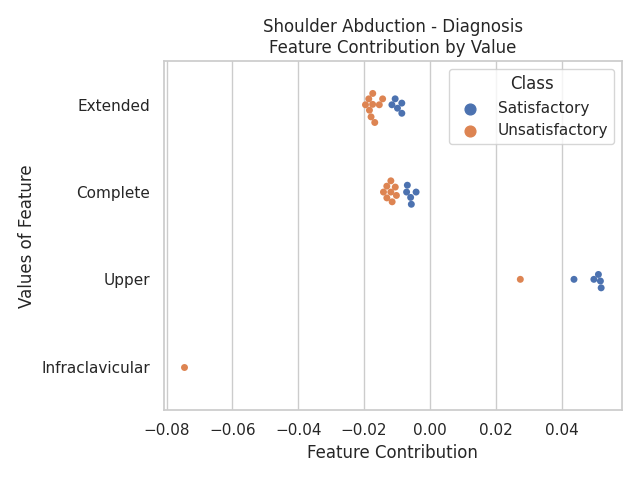 Shoulder Abduction - Diagnosis
Feature Contribution by Value
Class
Satisfactory
Unsatisfactory
Values of Feature
Extended
Complete
Upper
Infraclavicular
−0.08 −0.06 −0.04 −0.02 0.00 0.02 0.04
Feature Contribution